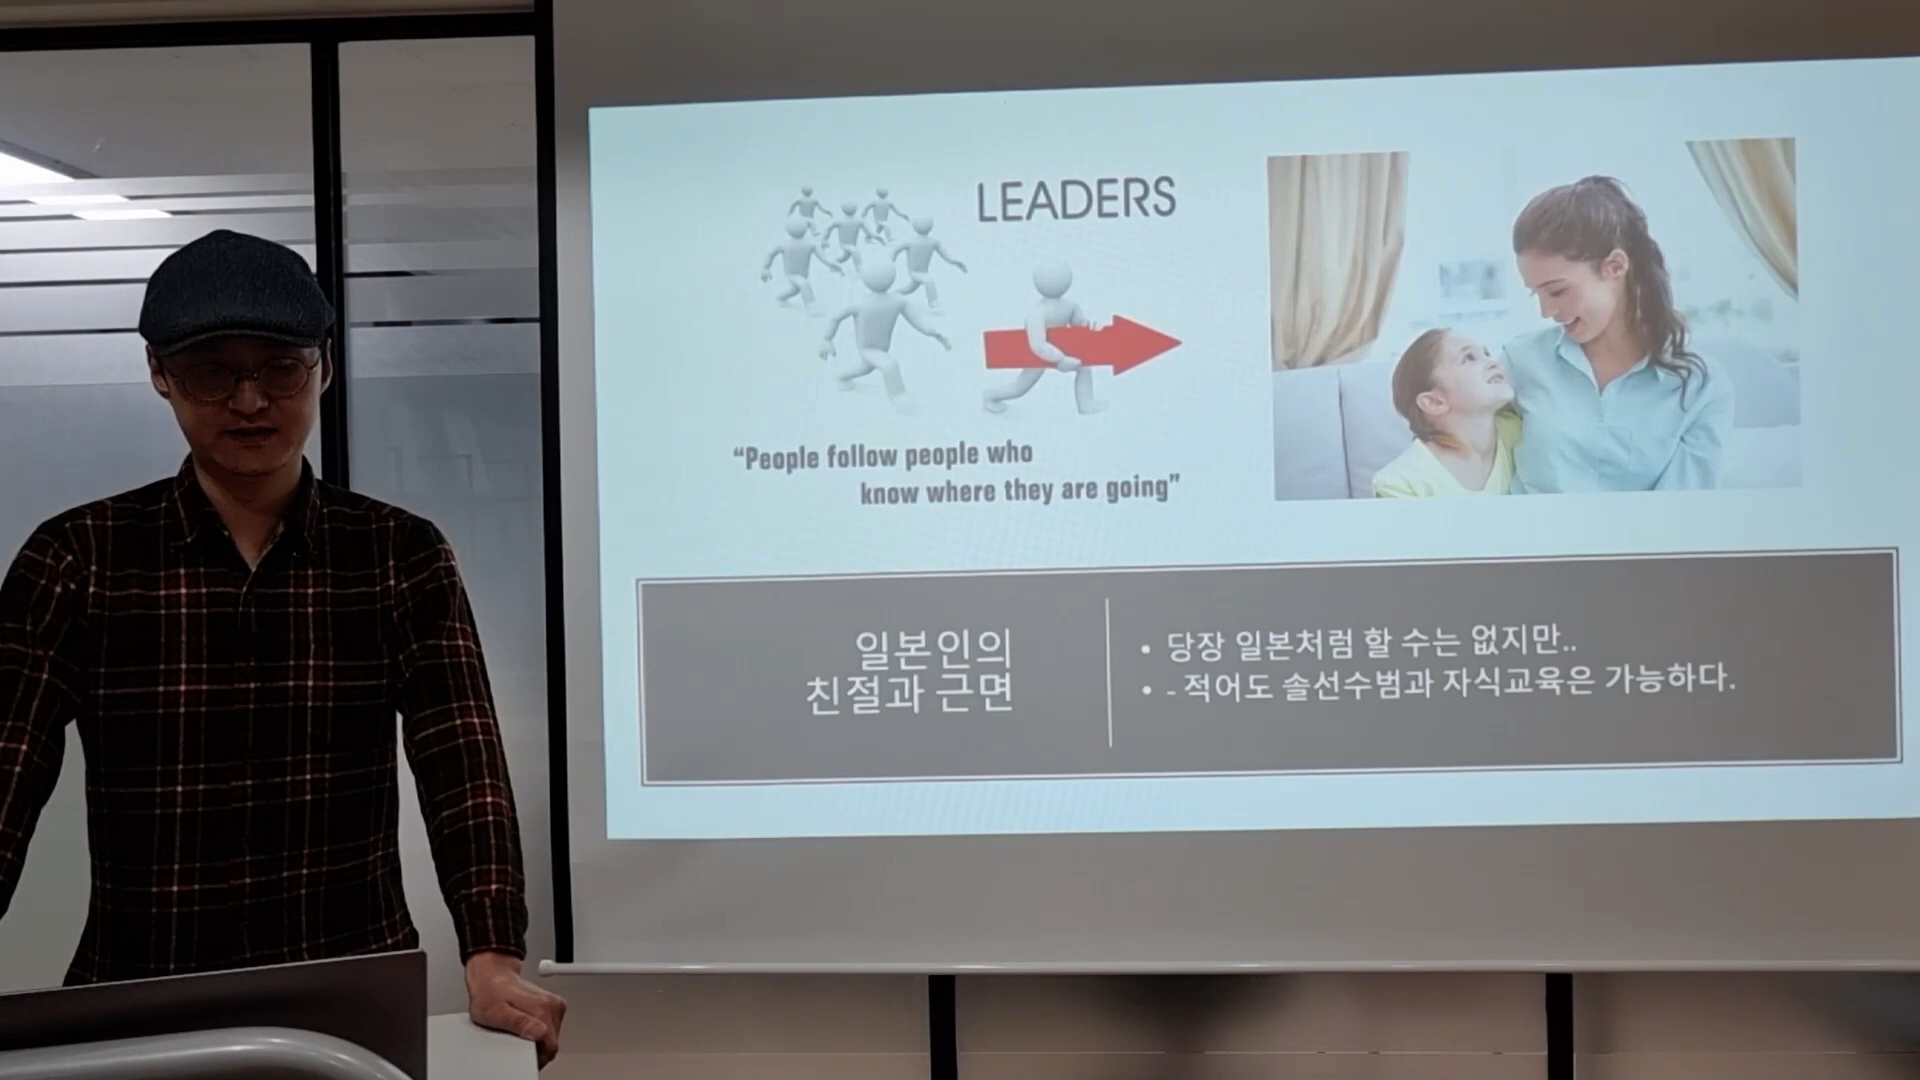 LEADERS
“People follow people who
know where they are going”
일본인의
친절과 근면
• 당장 일본처럼 할 수는 없지만..
• - 적어도 솔선수범과 자식교육은 가능하다.